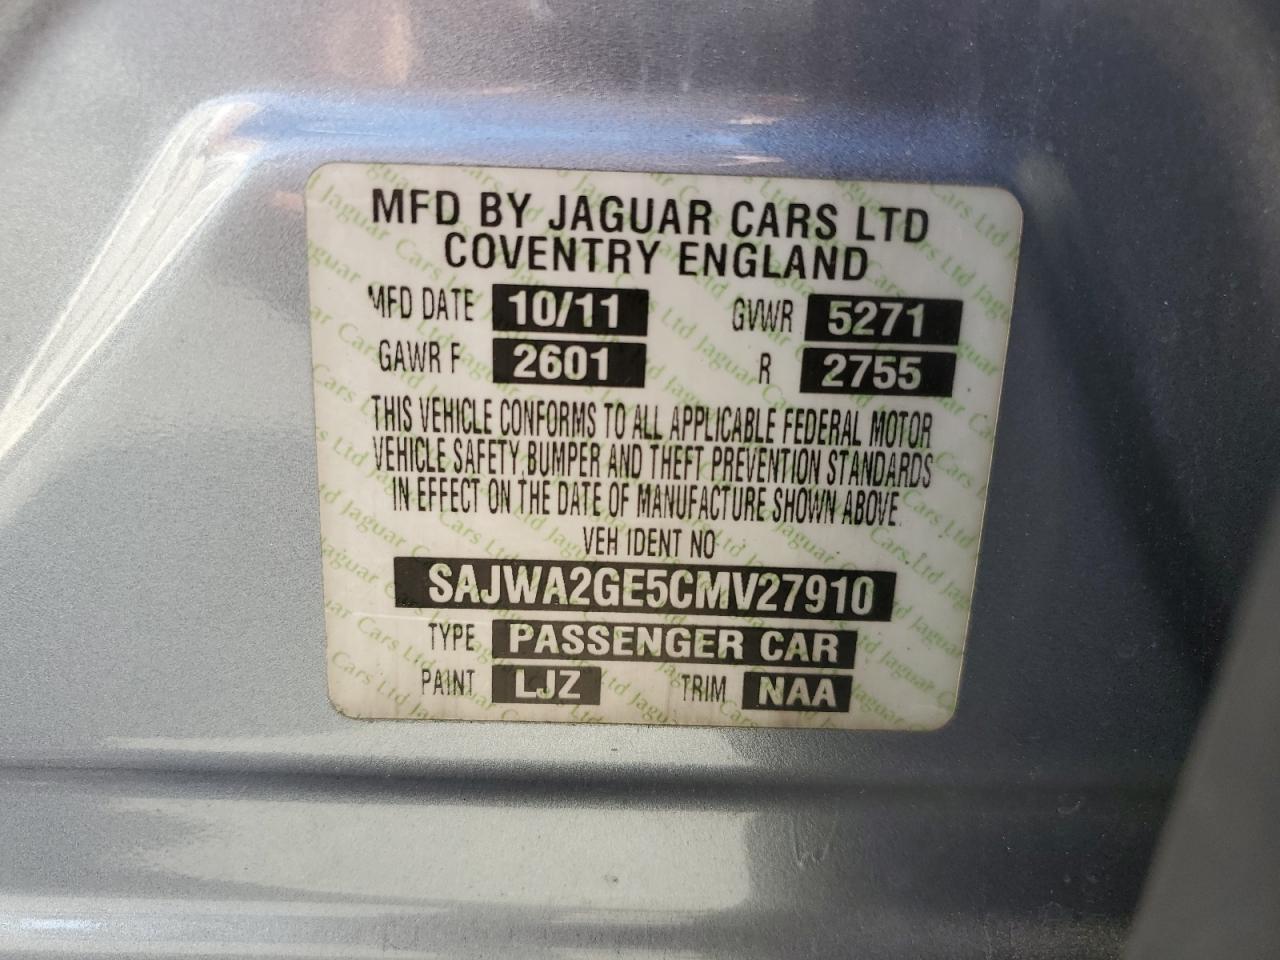 MFD BY JAGUAR CARS LTD
COVENTRY ENGLAND
MFD DATE 10/11 GVWR 5271
GAWR F 2601 R 2755
THIS VEHICLE CONFORMS TO ALL APPLICABLE FEDERAL MOTOR
VEHICLE SAFETY, BUMPER AND THEFT PREVENTION STANDARDS
IN EFFECT ON THE DATE OF MANUFACTURE SHOWN ABOVE.
VEH IDENT NO
SAJWA2GE5CMV27910
TYPE PASSENGER CAR
PAINT LJZ TRIM NAA